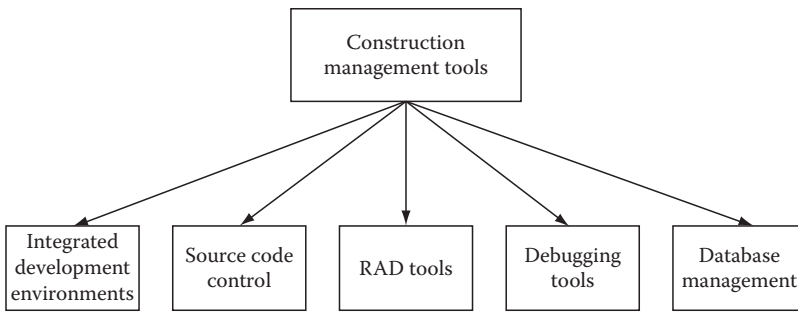 Construction
management tools
Integrated
development
environments
Source code
control
RAD tools
Debugging
tools
Database
management